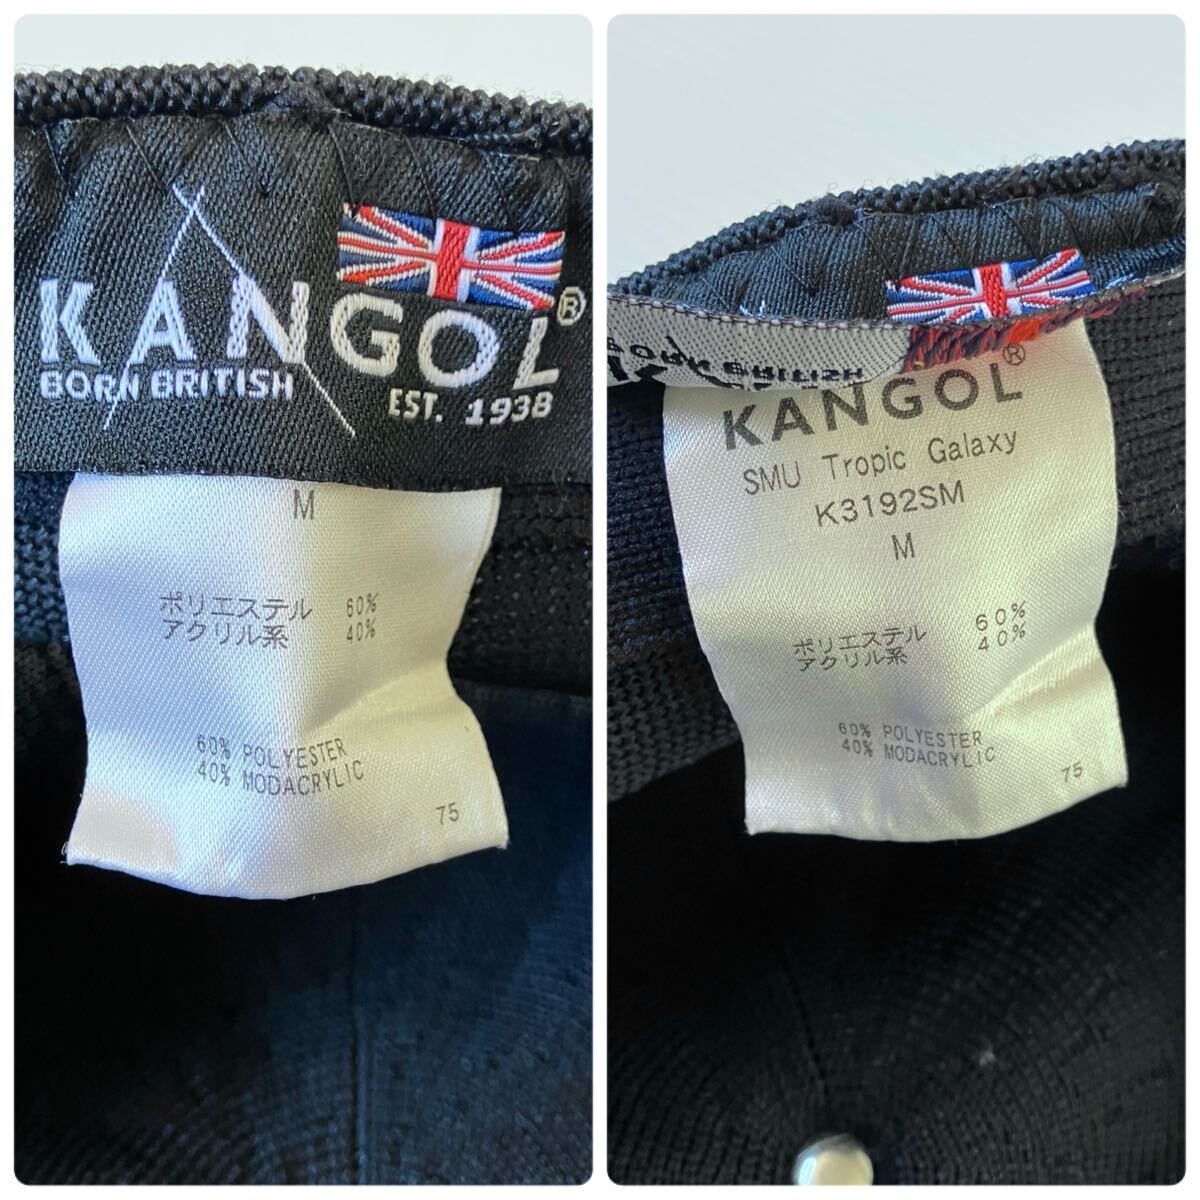 KANGOL®
BORN BRITISH
EST. 1938
M
ポリエステル 60%
アクリル系 40%
60% POLYESTER
40% MODACRYLIC
75
BORN BRITISH
KANGOL®
SMU Tropic Galaxy
K3192SM
M
ポリエステル 60%
アクリル系 40%
60% POLYESTER
40% MODACRYLIC
75